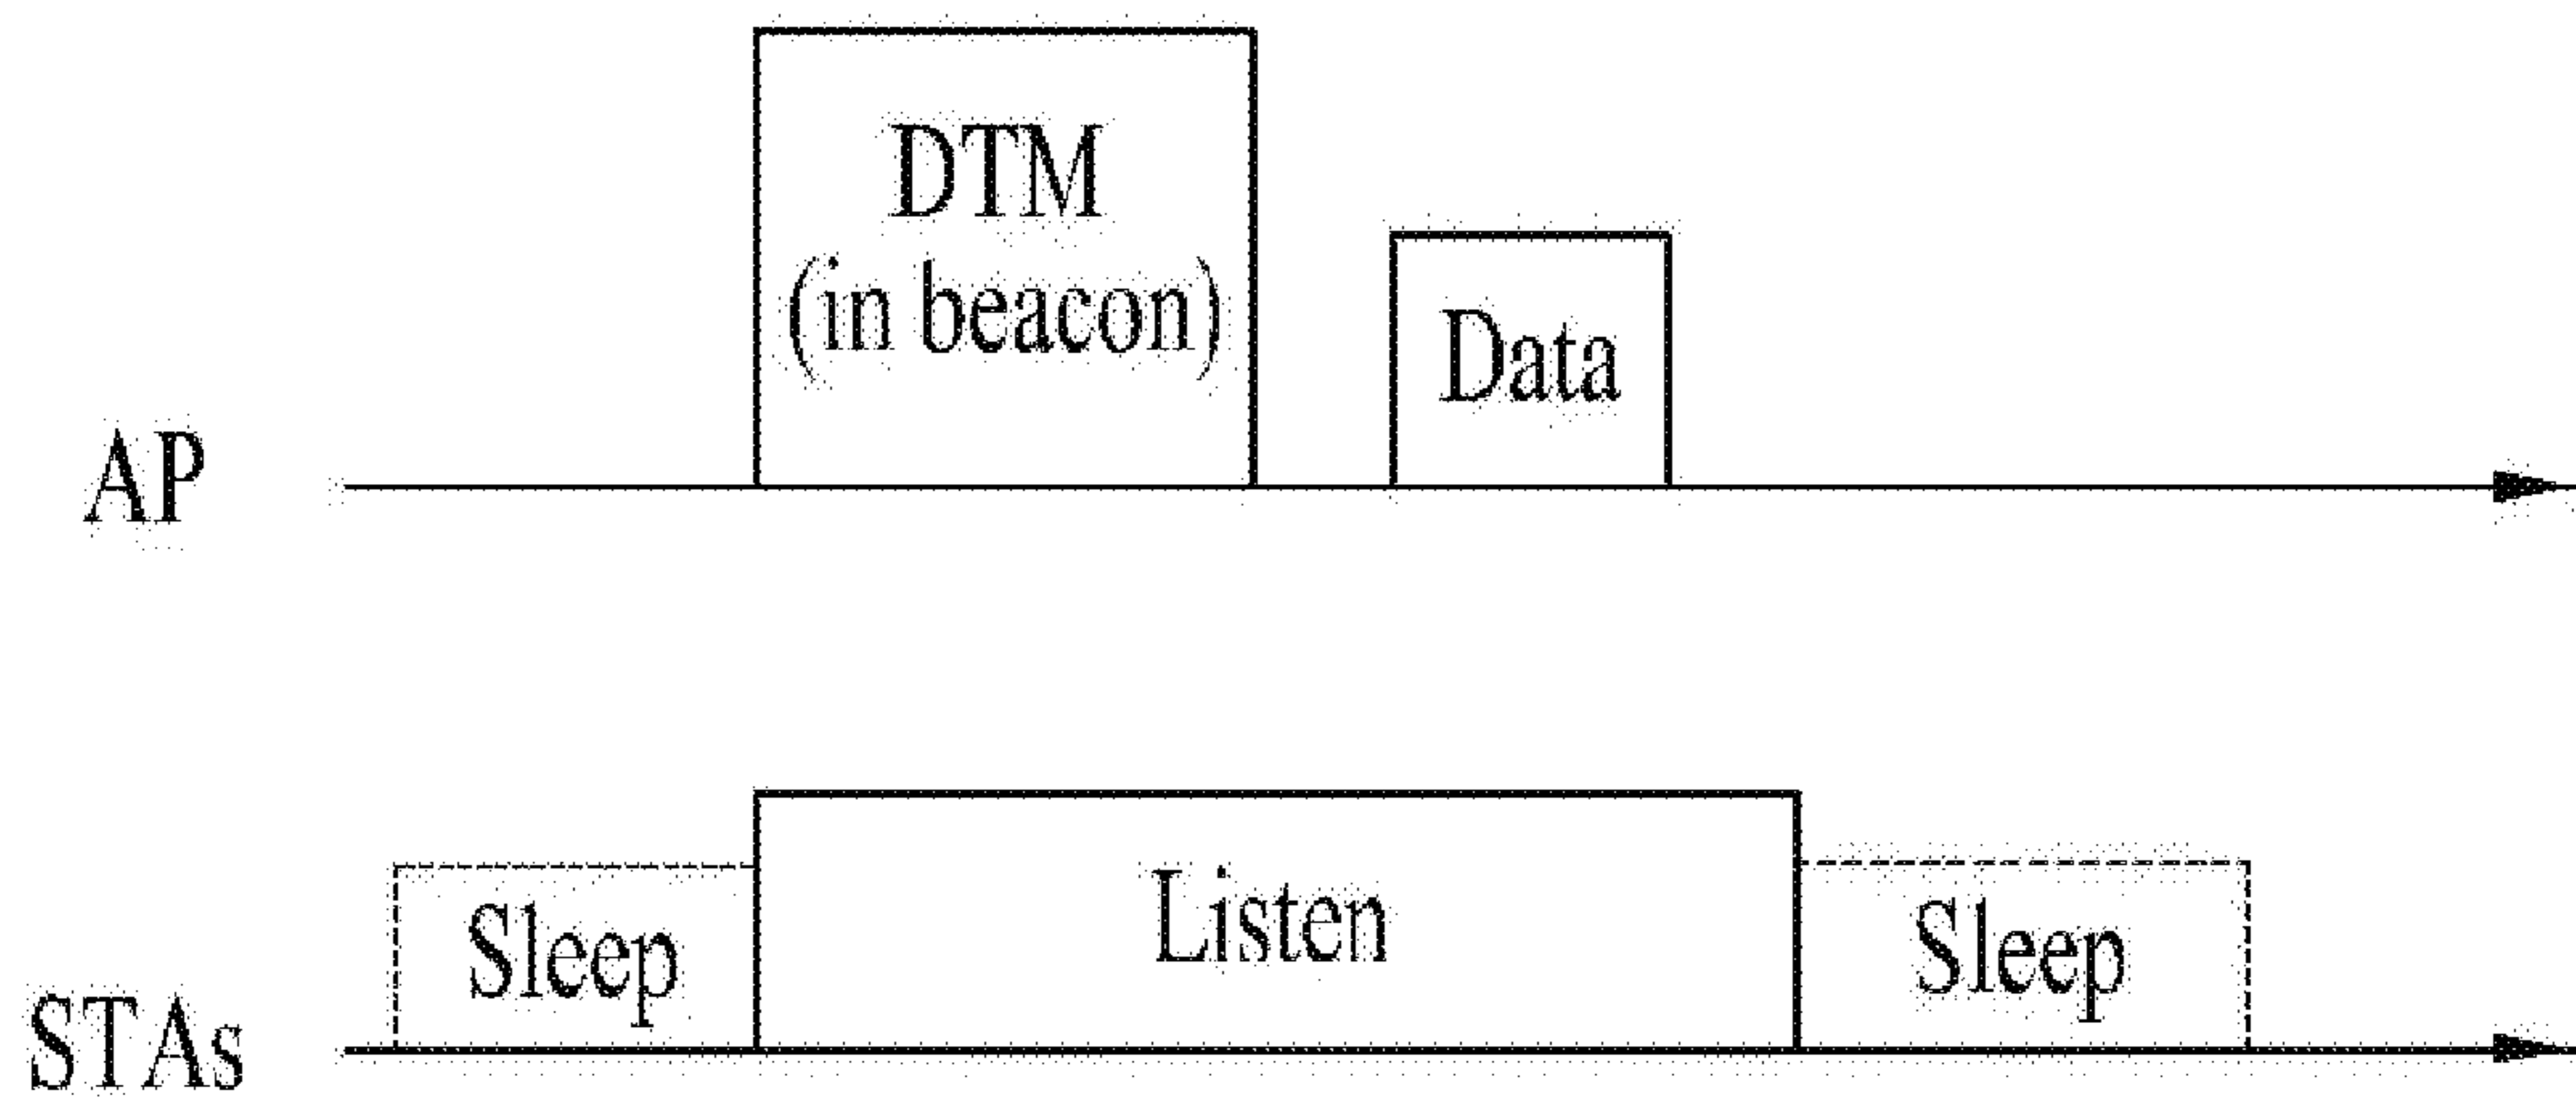 DTM
(in beacon)
Data
AP
Listen
Sleep
Sleep
STAs